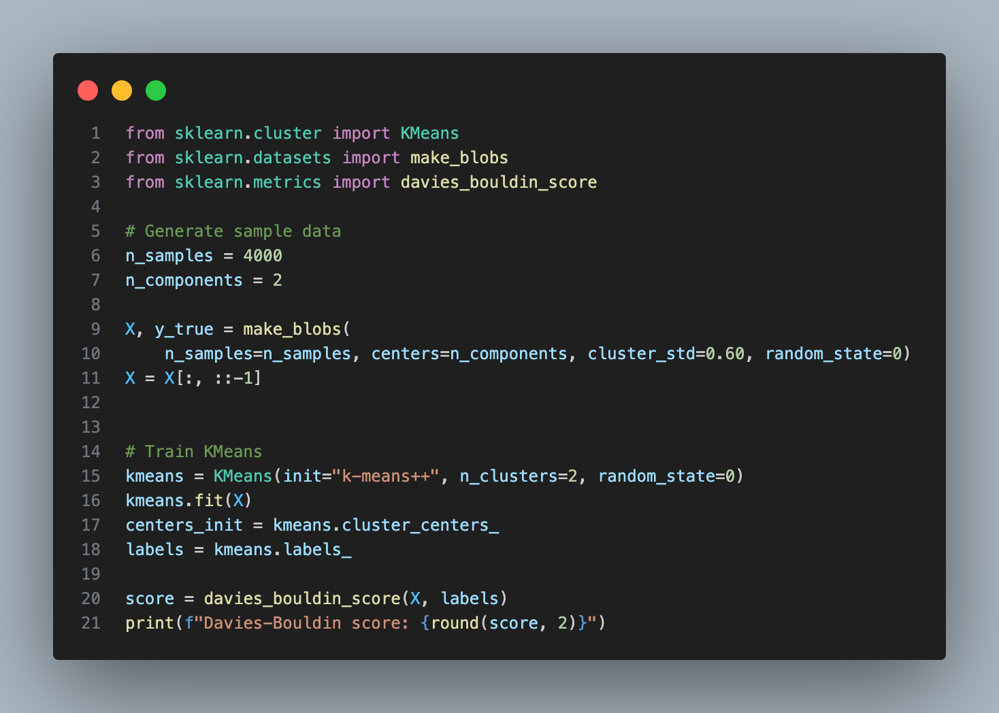 1 from sklearn.cluster import KMeans
2 from sklearn.datasets import make_blobs
3 from sklearn.metrics import davies_bouldin_score
4
5 # Generate sample data
6 n_samples = 4000
7 n_components = 2
8
9 X, y_true = make_blobs(
10     n_samples=n_samples, centers=n_components, cluster_std=0.60, random_state=0)
11 X = X[:, ::-1]
12
13
14 # Train KMeans
15 kmeans = KMeans(init="k-means++", n_clusters=2, random_state=0)
16 kmeans.fit(X)
17 centers_init = kmeans.cluster_centers_
18 labels = kmeans.labels_
19
20 score = davies_bouldin_score(X, labels)
21 print(f"Davies-Bouldin score: {round(score, 2)}")